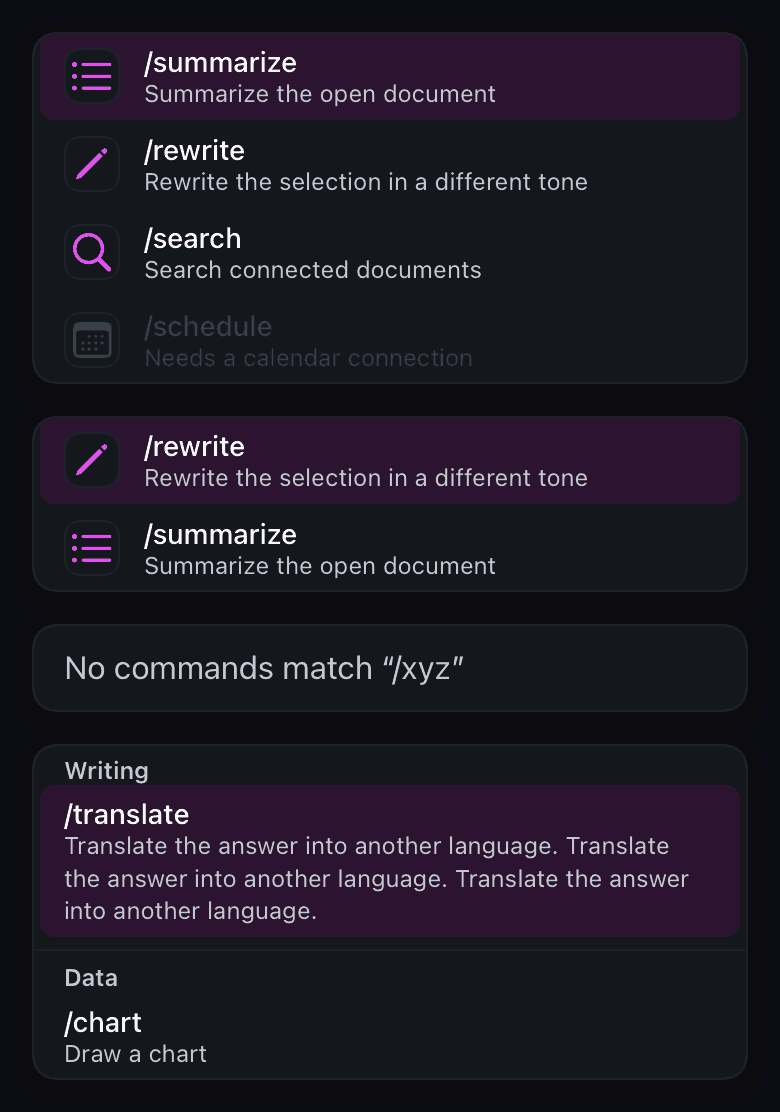 /summarize
Summarize the open document
/rewrite
Rewrite the selection in a different tone
/search
Search connected documents
/schedule
Needs a calendar connection
/rewrite
Rewrite the selection in a different tone
/summarize
Summarize the open document
No commands match “/xyz”
Writing
/translate
Translate the answer into another language. Translate
the answer into another language. Translate the answer
into another language.
Data
/chart
Draw a chart